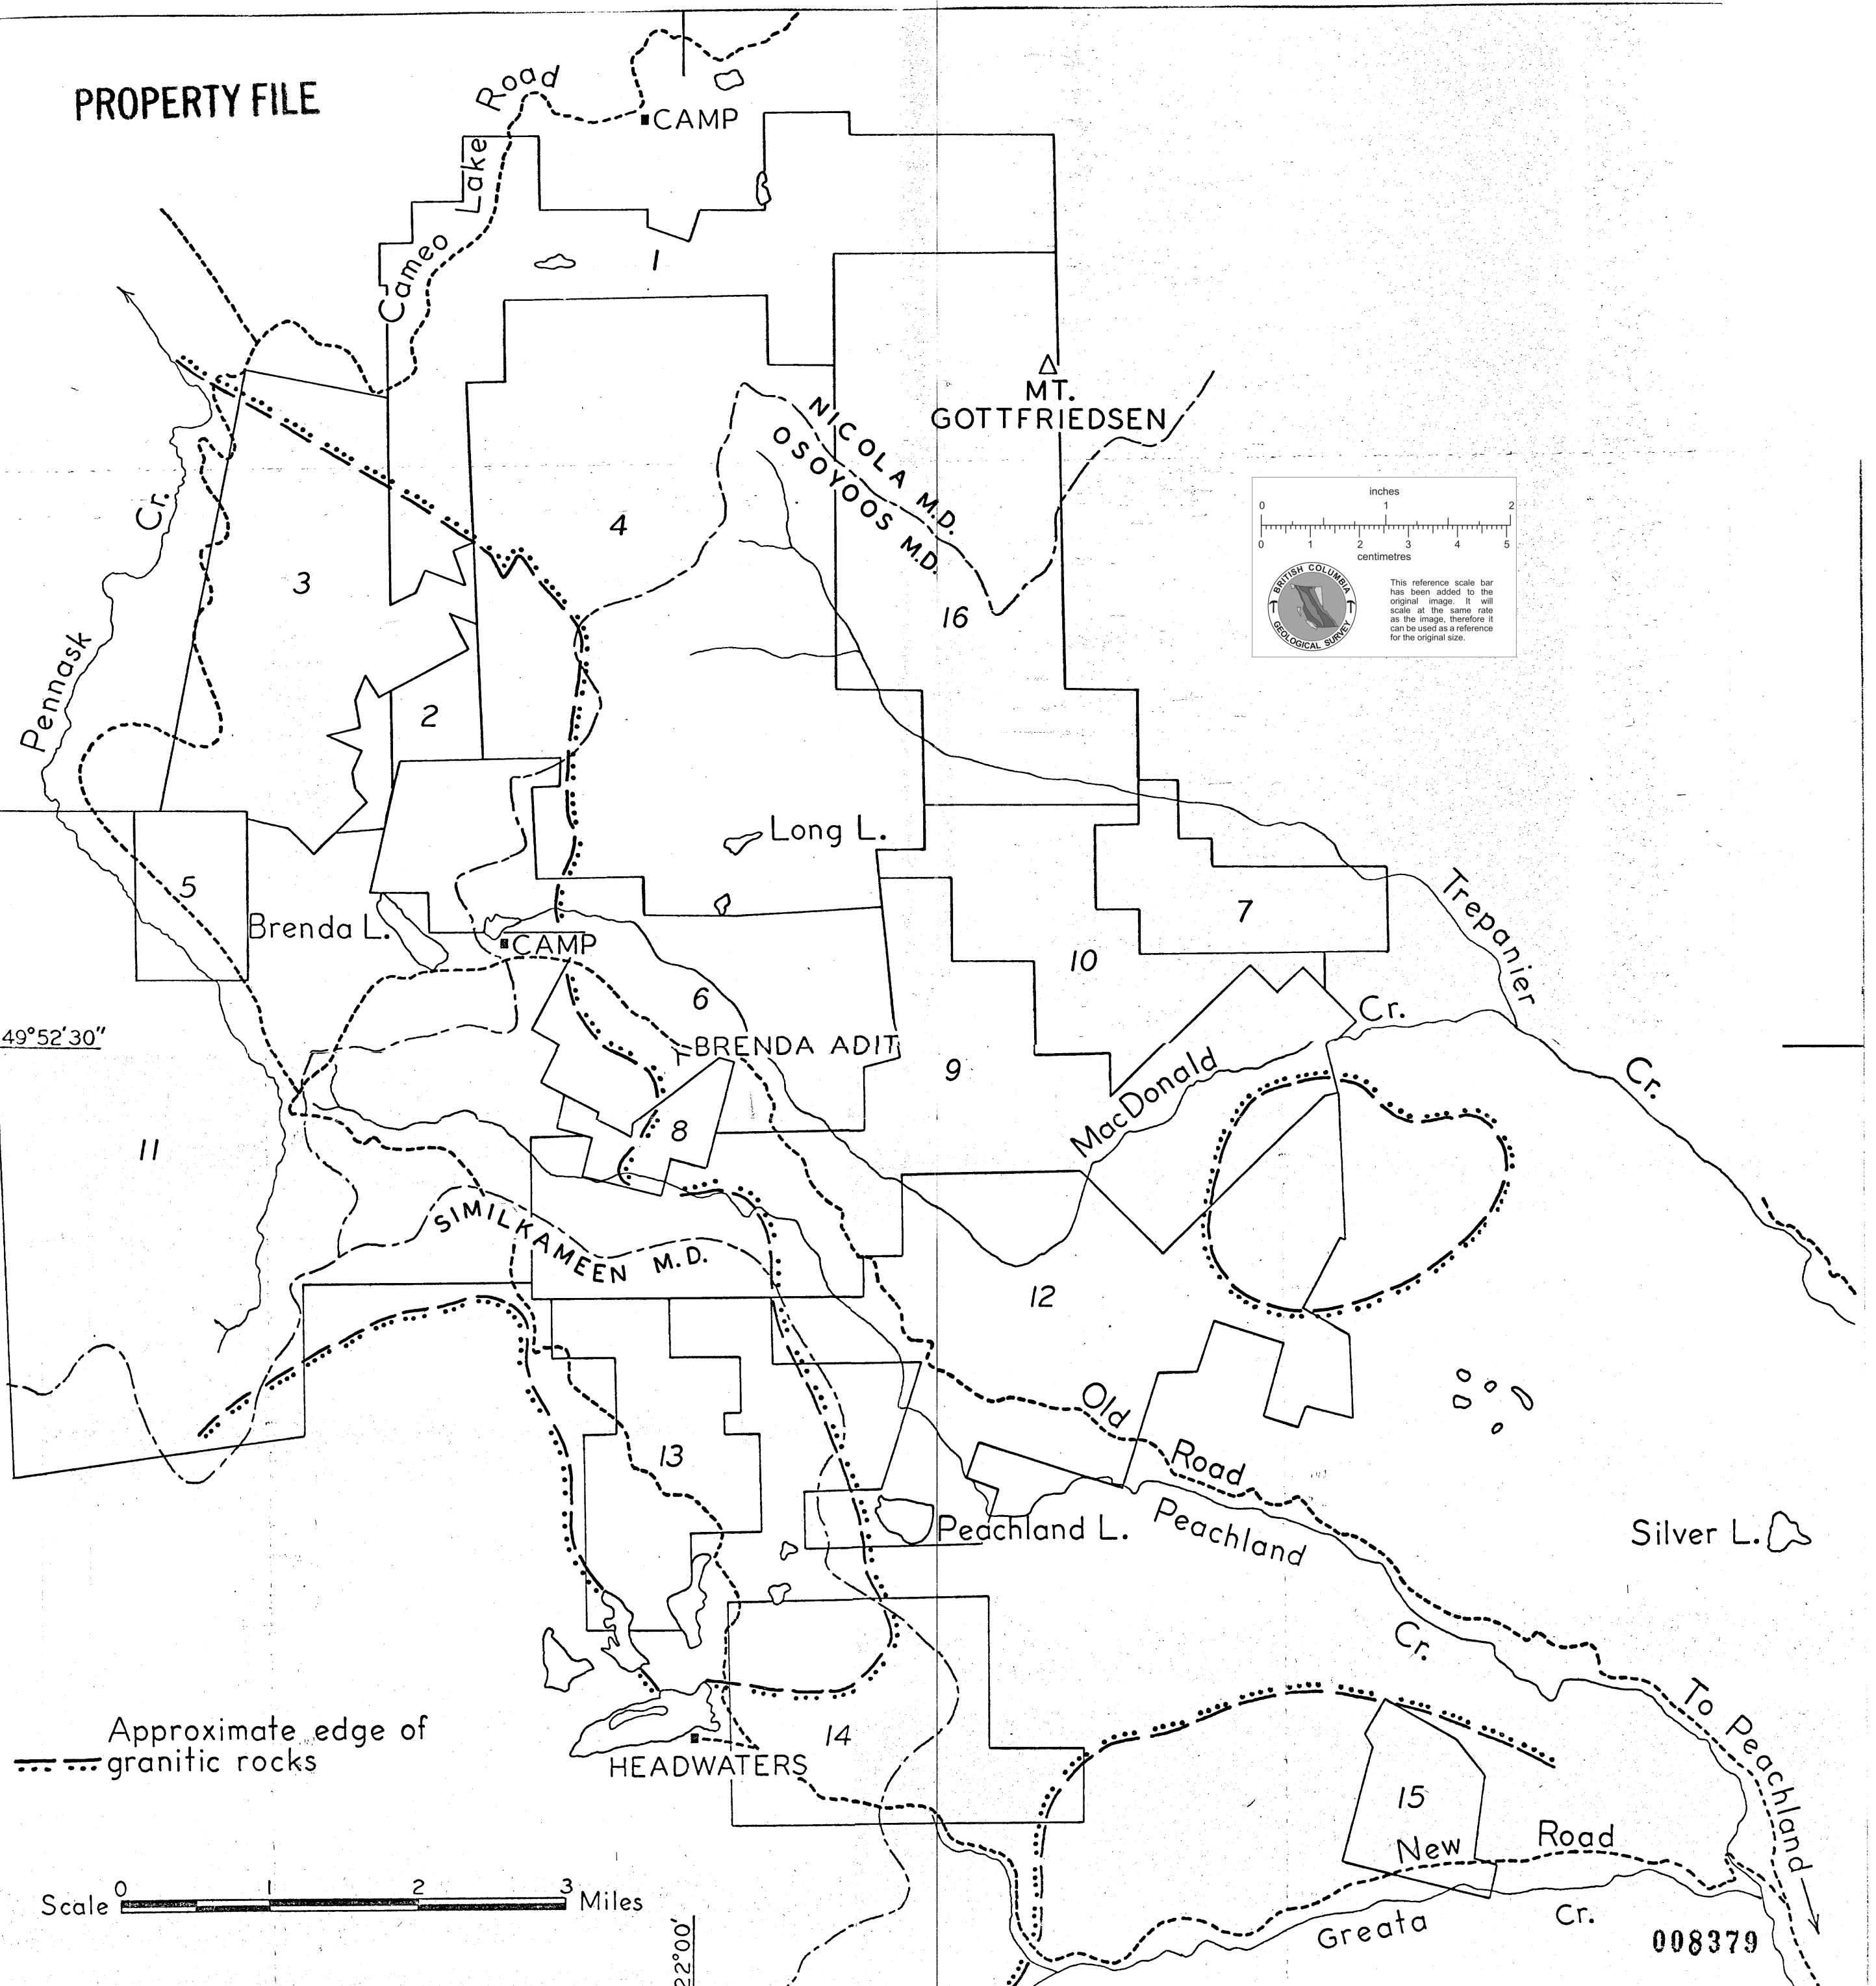 PROPERTY FILE
Road
CAMP
Lake
Cameo
1
MT.
GOTTFRIEDSEN
NICOLA M.D.
OSOYOOS M.D.
inches
0 1 2
0 1 2 3 4 5
centimetres
BRITISH COLUMBIA
GEOLOGICAL SURVEY
This reference scale bar
has been added to the
original image. It will
scale at the same rate
as the image, therefore it
can be used as a reference
for the original size.
Cr.
Pennask
3
4
16
2
Long L.
5
Brenda L.
CAMP
7
Trepanier
10
6
Cr.
49°52'30"
BRENDA ADIT
9
MacDonald
Cr.
11
8
SIMILKAMEEN M.D.
12
Old
Road
13
Peachland L.
Peachland
Silver L.
Cr.
To Peachland
Approximate edge of
granitic rocks
14
HEADWATERS
15
New
Road
Scale
0 1 2 3
Miles
Greata
Cr.
008379
22°00'